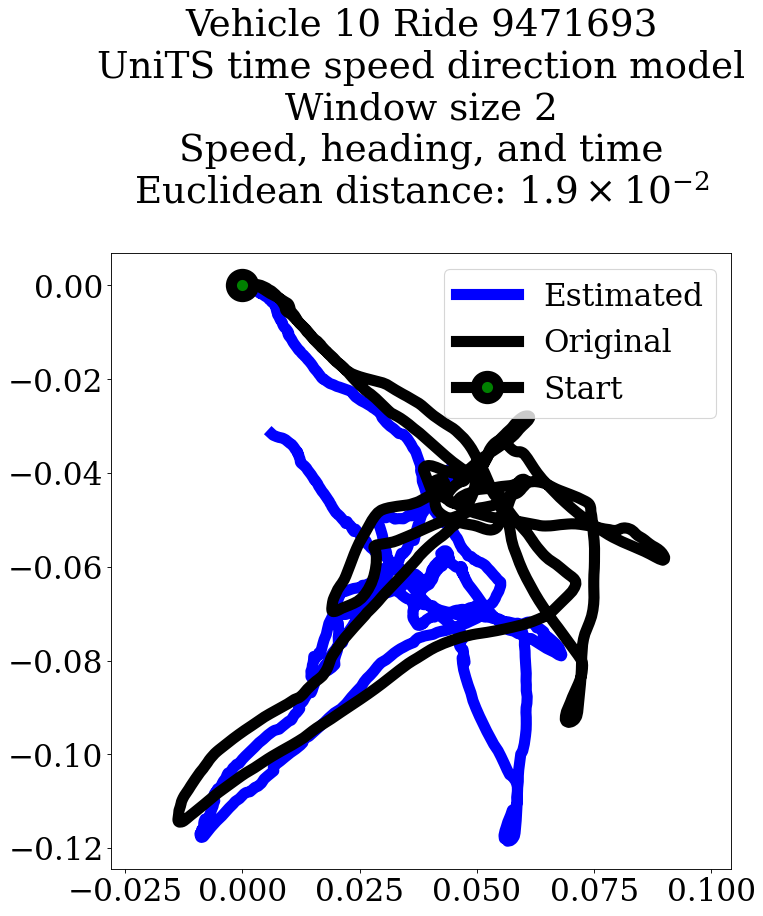 Vehicle 10 Ride 9471693
UniTS time speed direction model
Window size 2
Speed, heading, and time
Euclidean distance: 1.9 × 10⁻²
Estimated
Original
Start
0.00
−0.02
−0.04
−0.06
−0.08
−0.10
−0.12
−0.025 0.000 0.025 0.050 0.075 0.100